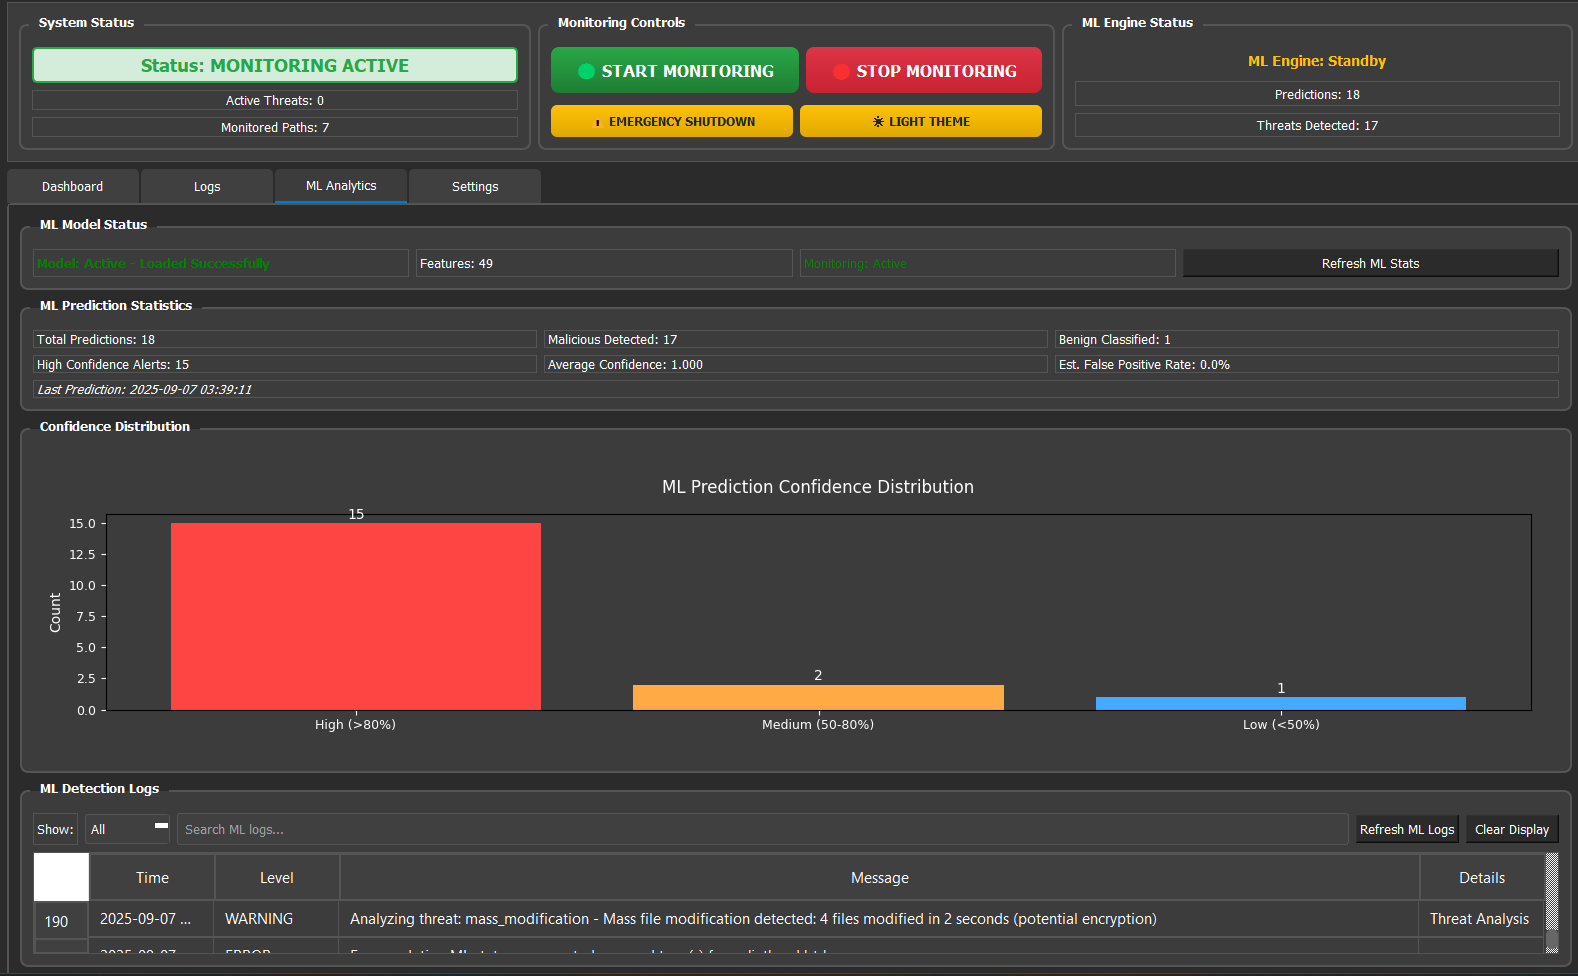 System Status
Status: MONITORING ACTIVE
Active Threats: 0
Monitored Paths: 7
Monitoring Controls
START MONITORING
STOP MONITORING
EMERGENCY SHUTDOWN
LIGHT THEME
ML Engine Status
ML Engine: Standby
Predictions: 18
Threats Detected: 17
Dashboard
Logs
ML Analytics
Settings
ML Model Status
Model: Active - Loaded Successfully
Features: 49
Monitoring: Active
Refresh ML Stats
ML Prediction Statistics
Total Predictions: 18
Malicious Detected: 17
Benign Classified: 1
High Confidence Alerts: 15
Average Confidence: 1.000
Est. False Positive Rate: 0.0%
Last Prediction: 2025-09-07 03:39:11
Confidence Distribution
ML Prediction Confidence Distribution
Count
15.0
12.5
10.0
7.5
5.0
2.5
0.0
15
2
1
High (>80%)
Medium (50-80%)
Low (<50%)
ML Detection Logs
Show:
All
Search ML logs...
Refresh ML Logs
Clear Display
Time
Level
Message
Details
190
2025-09-07 ...
WARNING
Analyzing threat: mass_modification - Mass file modification detected: 4 files modified in 2 seconds (potential encryption)
Threat Analysis
2025-09-07
ERROR